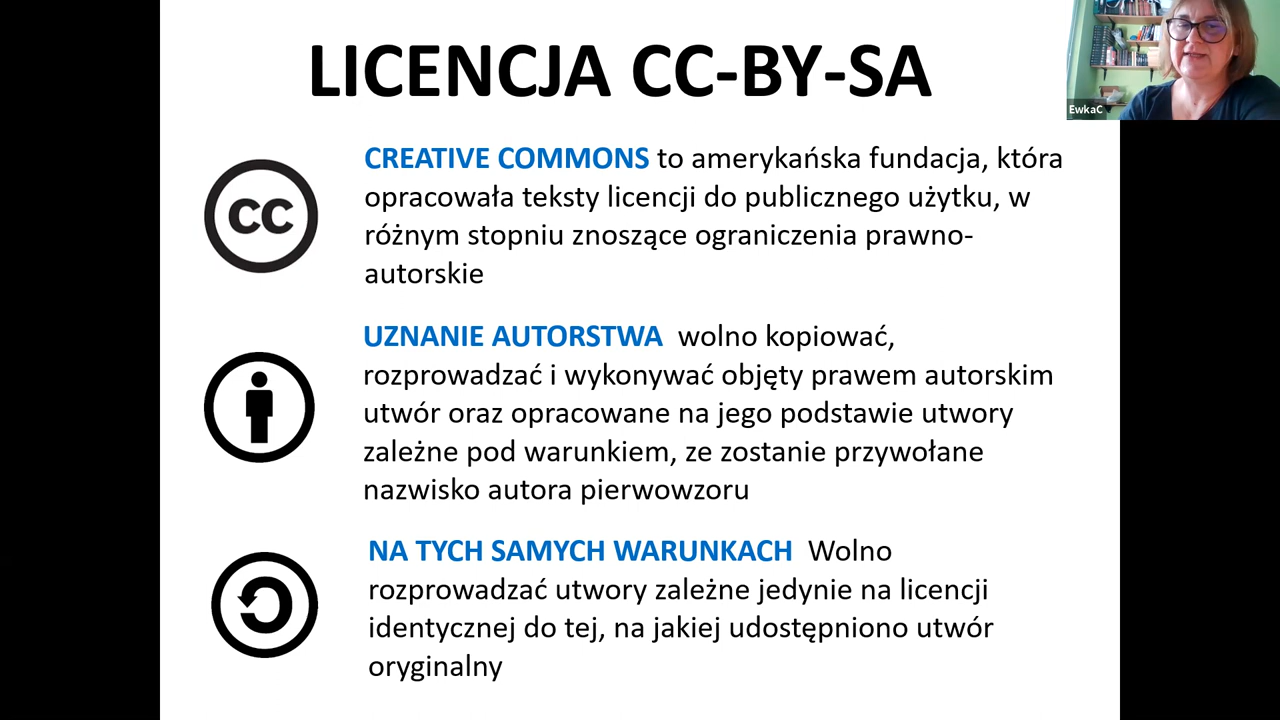 LICENCJA CC-BY-SA
EwkaC
cc
CREATIVE COMMONS to amerykańska fundacja, która
opracowała teksty licencji do publicznego użytku, w
różnym stopniu znoszące ograniczenia prawno-
autorskie
UZNANIE AUTORSTWA wolno kopiować,
rozprowadzać i wykonywać objęty prawem autorskim
utwór oraz opracowane na jego podstawie utwory
zależne pod warunkiem, ze zostanie przywołane
nazwisko autora pierwowzoru
NA TYCH SAMYCH WARUNKACH Wolno
rozprowadzać utwory zależne jedynie na licencji
identycznej do tej, na jakiej udostępniono utwór
oryginalny